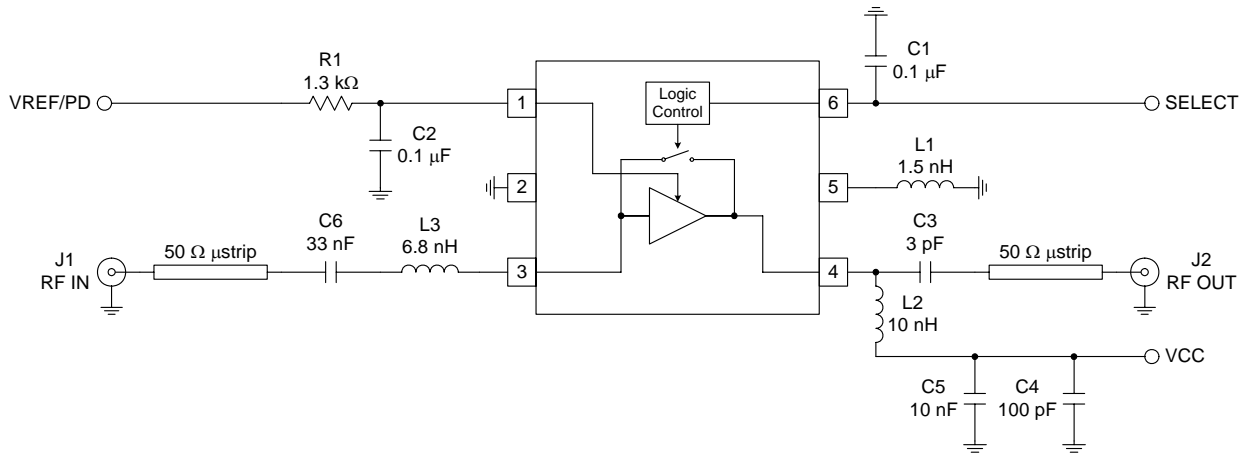 C1
0.1 µF
R1
1.3 kΩ
VREF/PD
1
Logic
Control
6
SELECT
C2
0.1 µF
L1
1.5 nH
2
5
C6
33 nF
L3
6.8 nH
C3
3 pF
50 Ω µstrip
50 Ω µstrip
J1
RF IN
3
4
J2
RF OUT
L2
10 nH
VCC
C5
10 nF
C4
100 pF